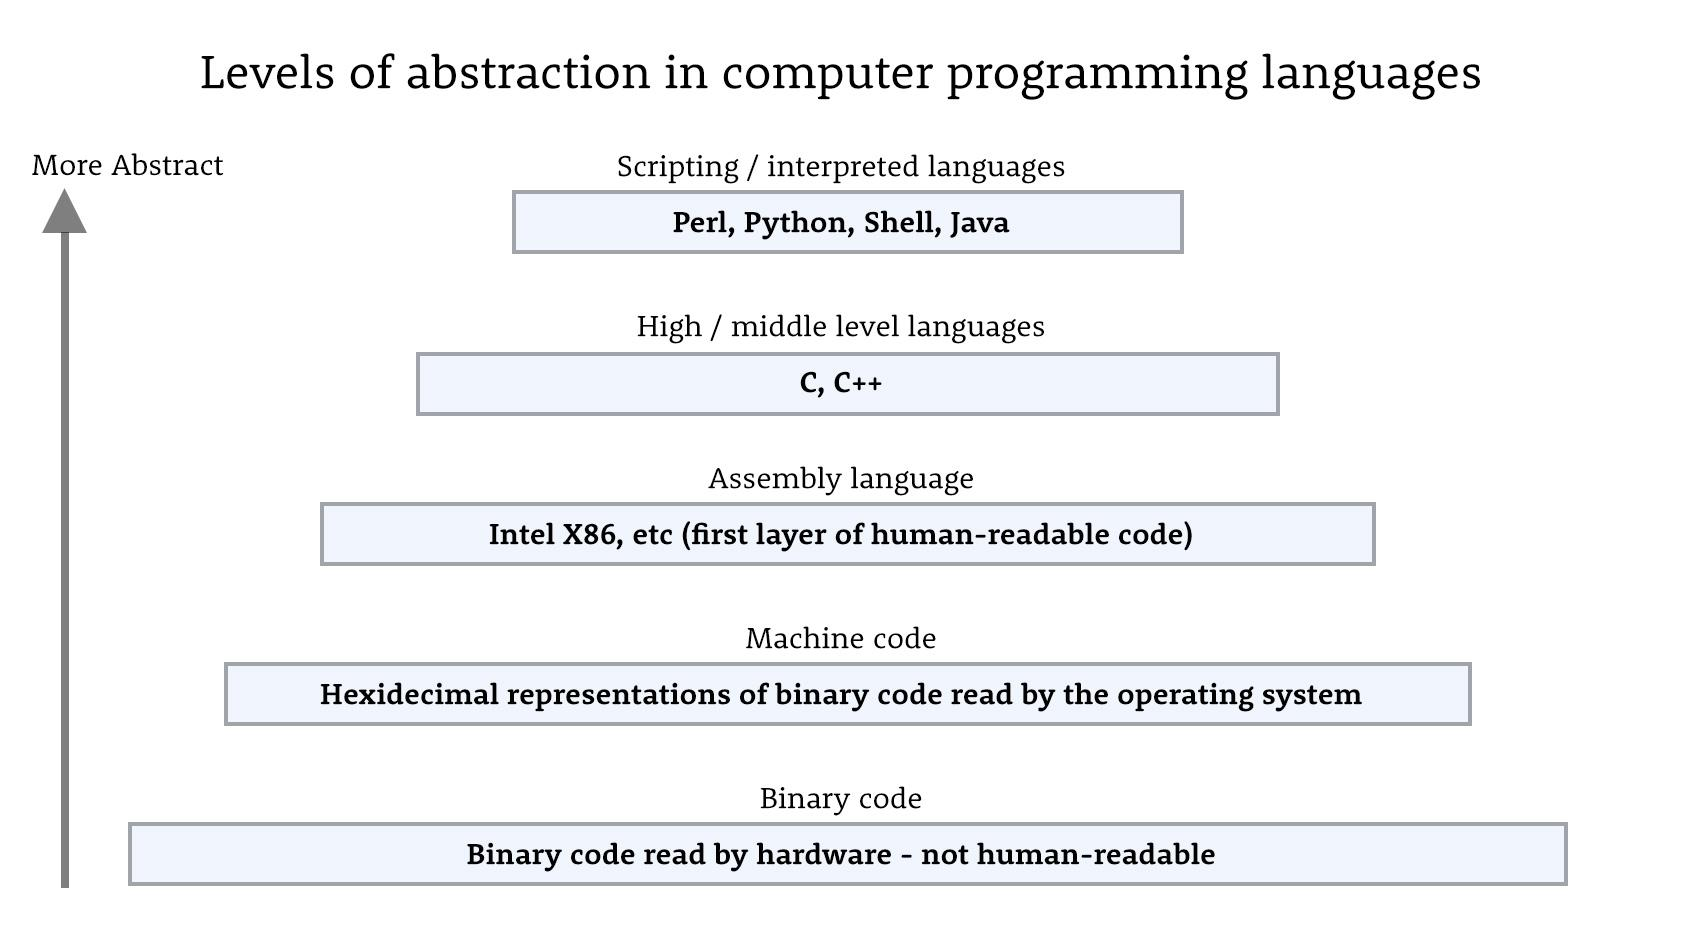 Levels of abstraction in computer programming languages
More Abstract
Scripting / interpreted languages
Perl, Python, Shell, Java
High / middle level languages
C, C++
Assembly language
Intel X86, etc (first layer of human-readable code)
Machine code
Hexidecimal representations of binary code read by the operating system
Binary code
Binary code read by hardware - not human-readable